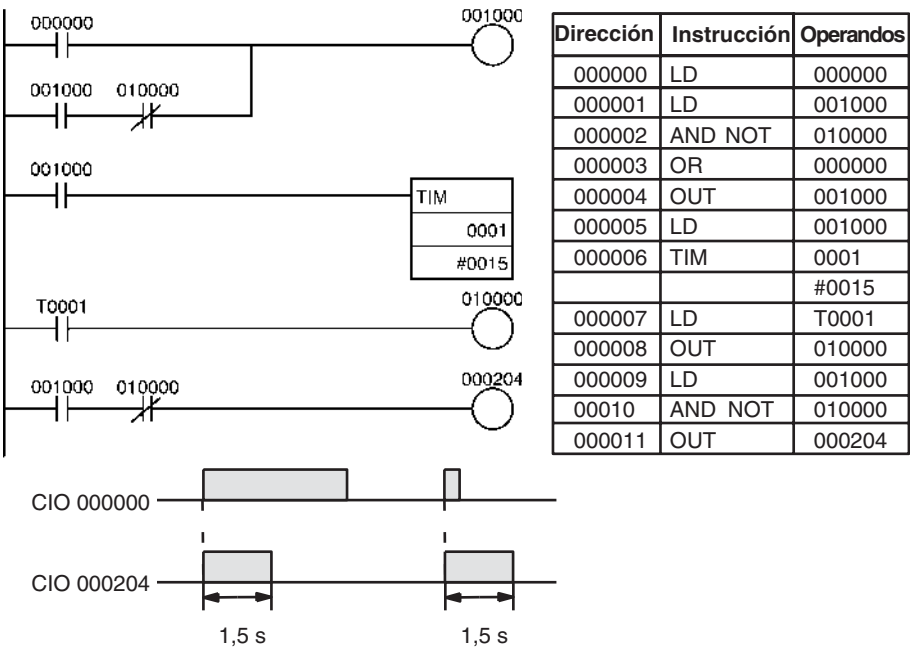 000000
001000
001000 010000
001000
TIM
0001
#0015
T0001
010000
001000 010000
000204
Dirección Instrucción Operandos
000000 LD 000000
000001 LD 001000
000002 AND NOT 010000
000003 OR 000000
000004 OUT 001000
000005 LD 001000
000006 TIM 0001
#0015
000007 LD T0001
000008 OUT 010000
000009 LD 001000
00010 AND NOT 010000
000011 OUT 000204
CIO 000000
CIO 000204
1,5 s 1,5 s